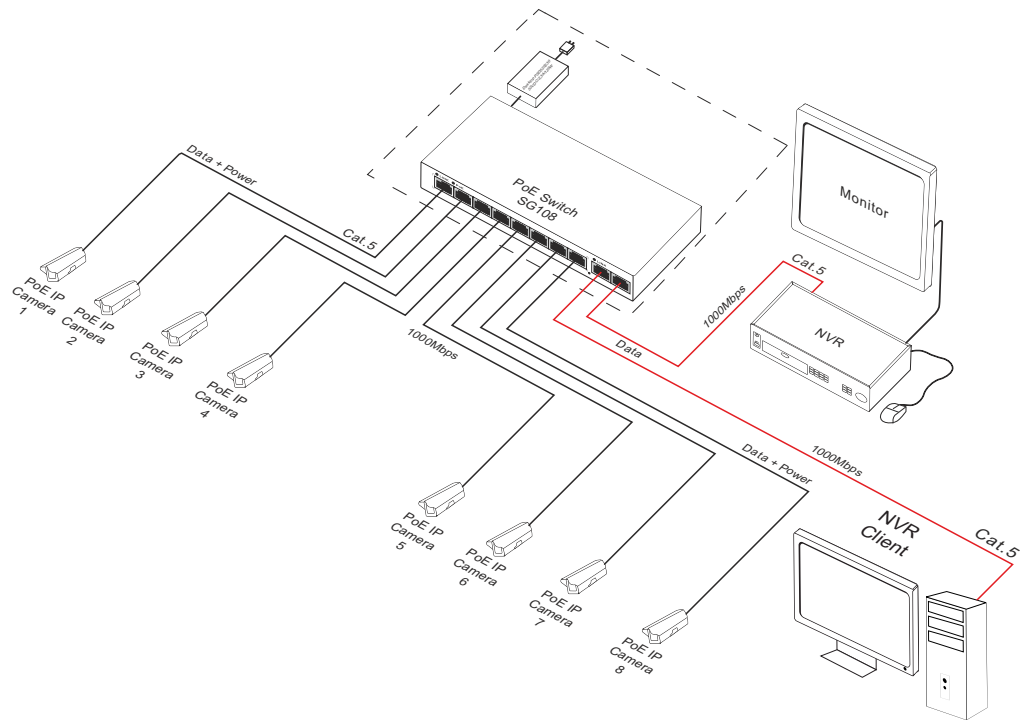 Data + Power
Cat.5
PoE Switch
SG108
Monitor
Cat.5
1000Mbps
NVR
Data
1000Mbps
PoE IP
Camera
1
PoE IP
Camera
2
PoE IP
Camera
3
PoE IP
Camera
4
1000Mbps
Data + Power
NVR
Client
Cat.5
PoE IP
Camera
5
PoE IP
Camera
6
PoE IP
Camera
7
PoE IP
Camera
8